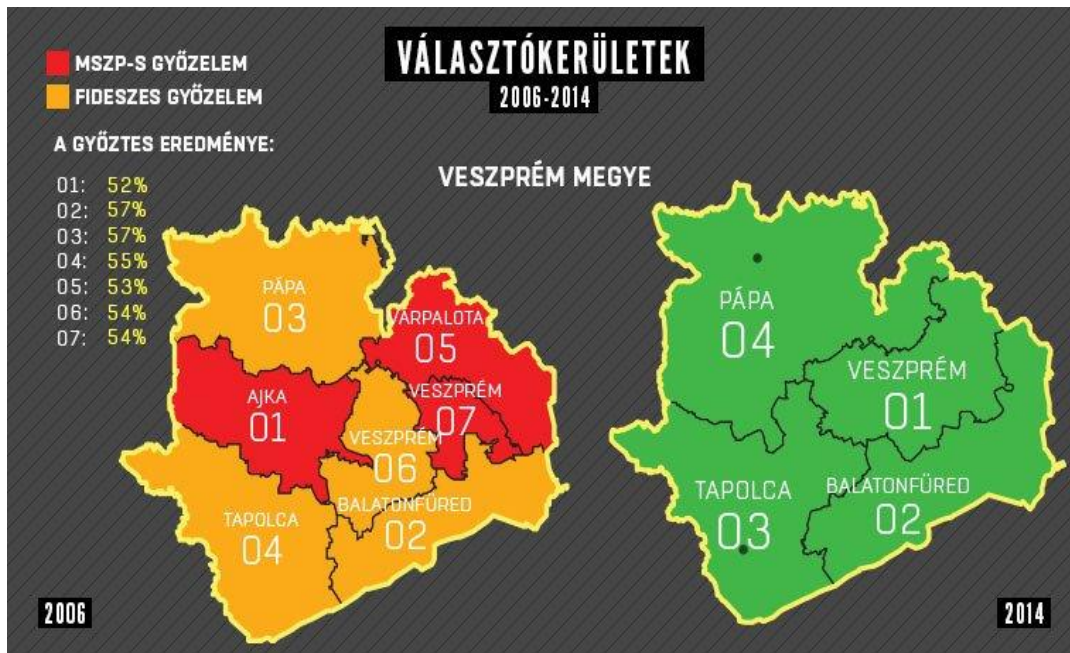 VÁLASZTÓKERÜLETEK
2006-2014
MSZP-S GYŐZELEM
FIDESZES GYŐZELEM
A GYŐZTES EREDMÉNYE:
01: 52%
02: 57%
03: 57%
04: 55%
05: 53%
06: 54%
07: 54%
VESZPRÉM MEGYE
PÁPA
03
VÁRPALOTA
05
AJKA
01
VESZPRÉM
07
VESZPRÉM
06
TAPOLCA
04
BALATONFÜRED
02
2006
PÁPA
04
VESZPRÉM
01
TAPOLCA
03
BALATONFÜRED
02
2014